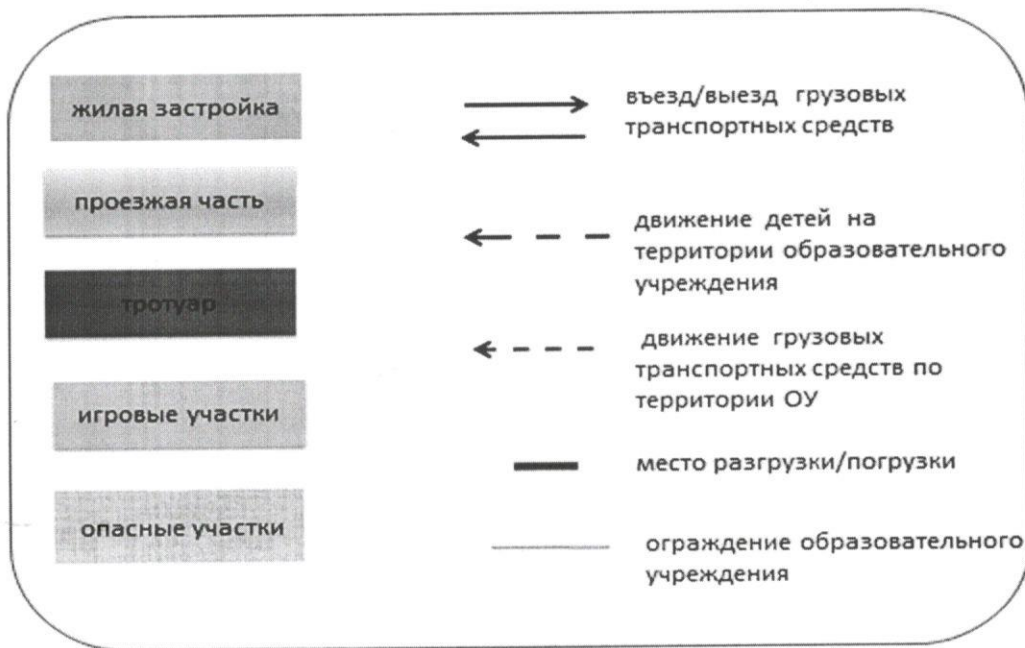 жилая застройка
проезжая часть
тротуар
игровые участки
опасные участки
въезд/выезд грузовых
транспортных средств
движение детей на
территории образовательного
учреждения
движение грузовых
транспортных средств по
территории ОУ
место разгрузки/погрузки
ограждение образовательного
учреждения